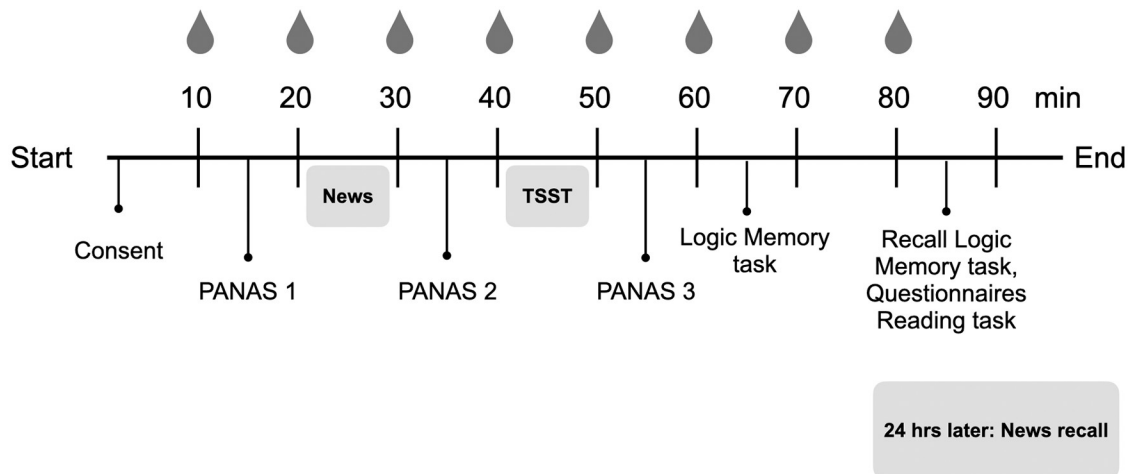 10 20 30 40 50 60 70 80 90 min
Start
End
News
TSST
Consent
PANAS 1
PANAS 2
PANAS 3
Logic Memory
task
Recall Logic
Memory task,
Questionnaires
Reading task
24 hrs later: News recall